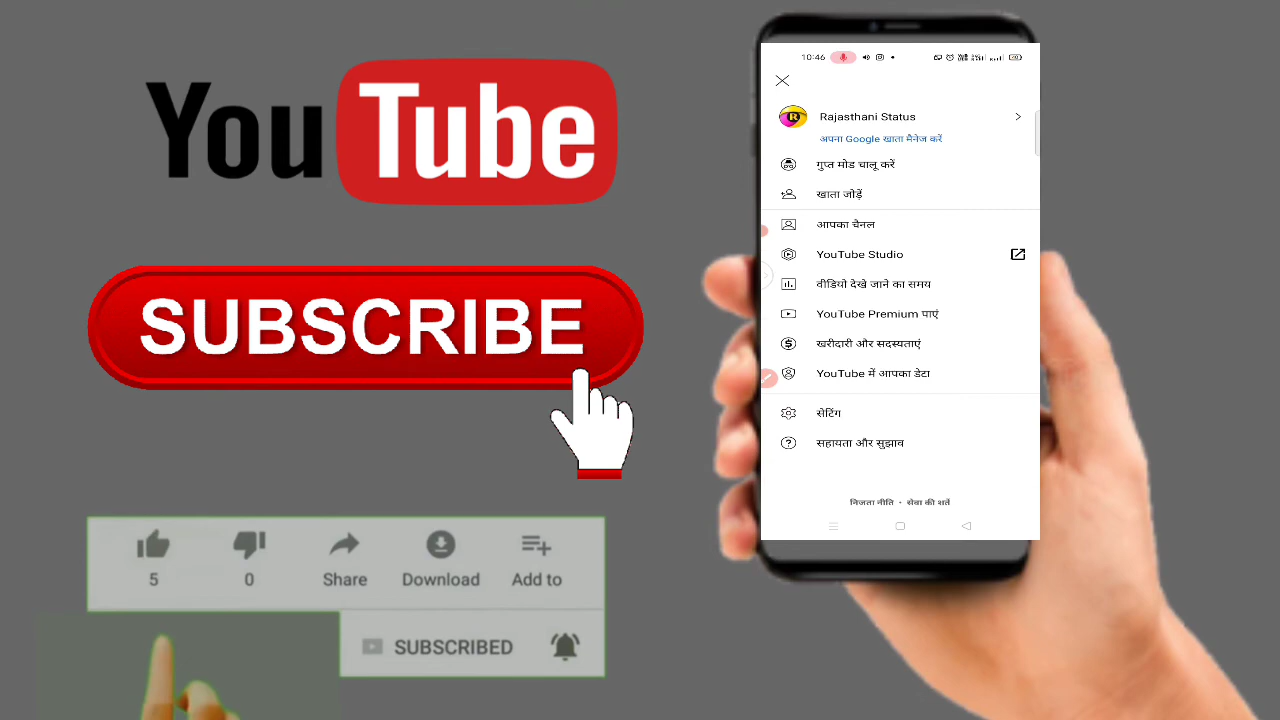 YouTube
SUBSCRIBE
5
0
Share
Download
Add to
SUBSCRIBED
10:46
Rajasthani Status
अपना Google खाता मैनेज करें
गुप्त मोड चालू करें
खाता जोड़ें
आपका चैनल
YouTube Studio
वीडियो देखे जाने का समय
YouTube Premium पाएं
खरीदारी और सदस्यताएं
YouTube में आपका डेटा
सेटिंग
सहायता और सुझाव
निजता नीति • सेवा की शर्तें